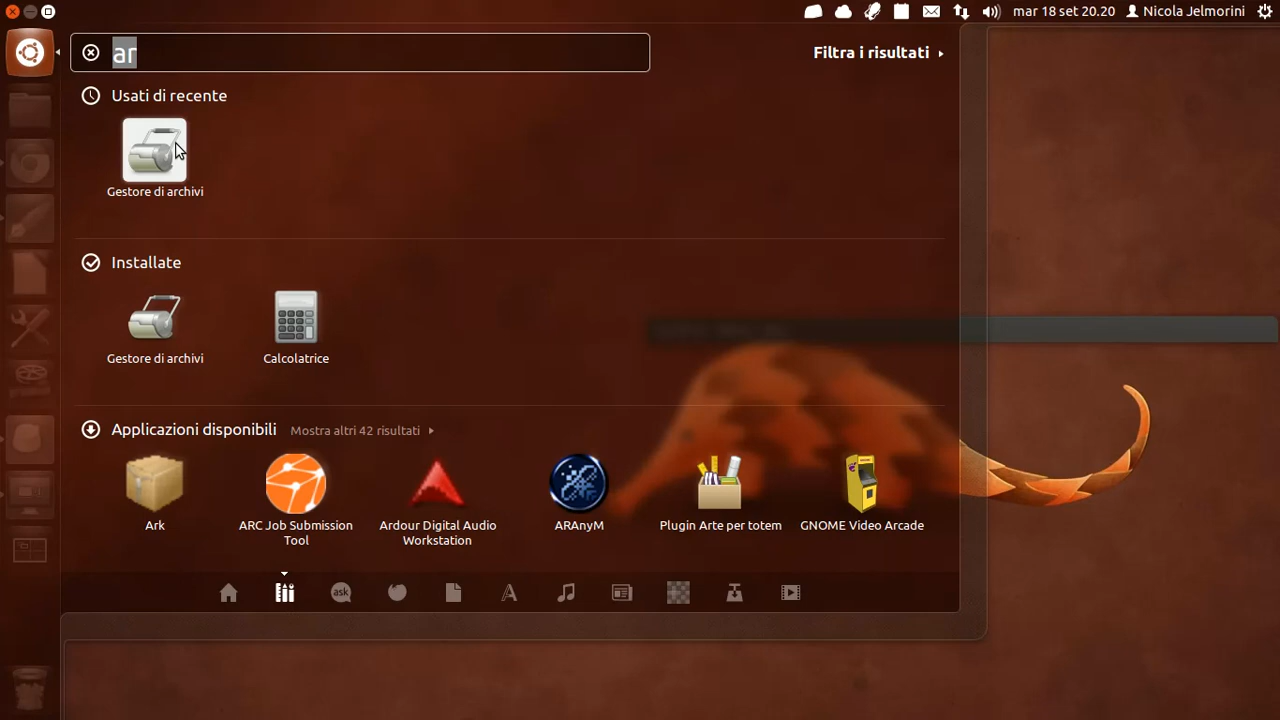 mar 18 set 20.20 Nicola Jelmorini
ar
Filtra i risultati
Usati di recente
Gestore di archivi
Installate
Gestore di archivi
Calcolatrice
Applicazioni disponibili Mostra altri 42 risultati
Ark
ARC Job Submission Tool
Ardour Digital Audio Workstation
ARAnyM
Plugin Arte per totem
GNOME Video Arcade
ask